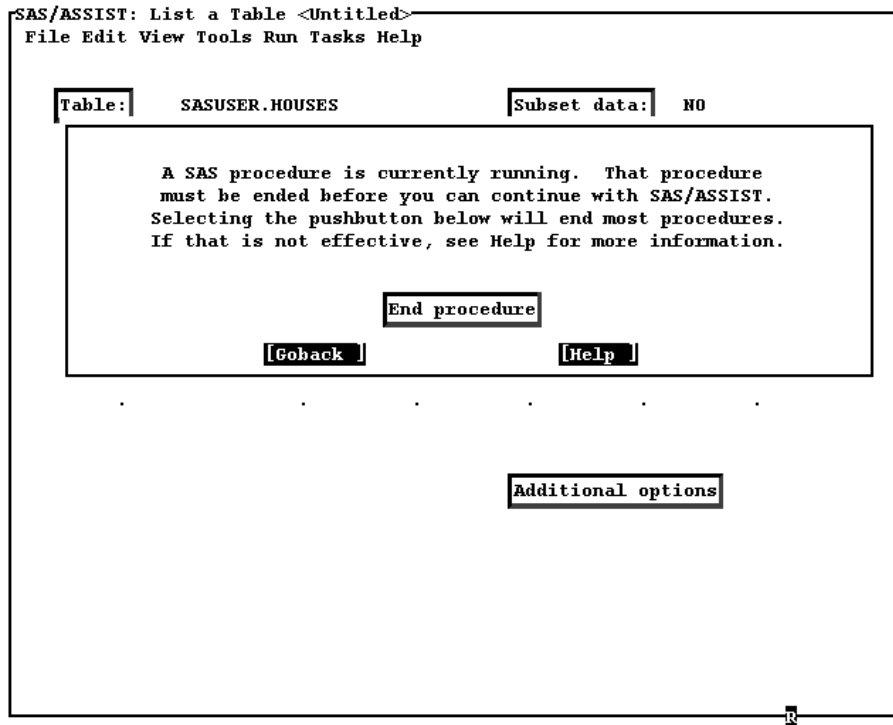 SAS/ASSIST: List a Table <Untitled>
File Edit View Tools Run Tasks Help
Table: SASUSER.HOUSES Subset data: NO
A SAS procedure is currently running. That procedure
must be ended before you can continue with SAS/ASSIST.
Selecting the pushbutton below will end most procedures.
If that is not effective, see Help for more information.
End procedure
[Goback ] [Help ]
. . . . . .
Additional options
R